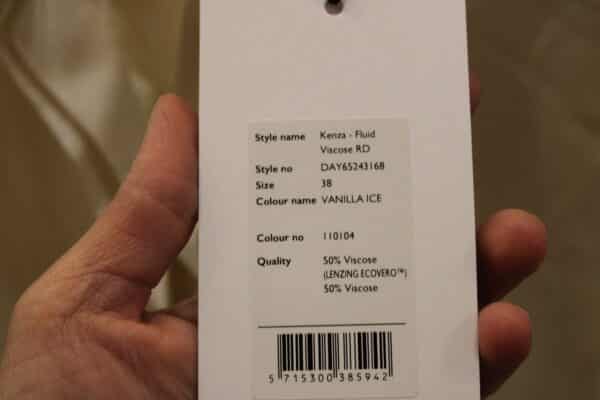 Style name Kenza - Fluid
Viscose RD
Style no DAY65243168
Size 38
Colour name VANILLA ICE
Colour no 110104
Quality 50% Viscose
(LENZING ECOVERO™)
50% Viscose
5 715300 385942